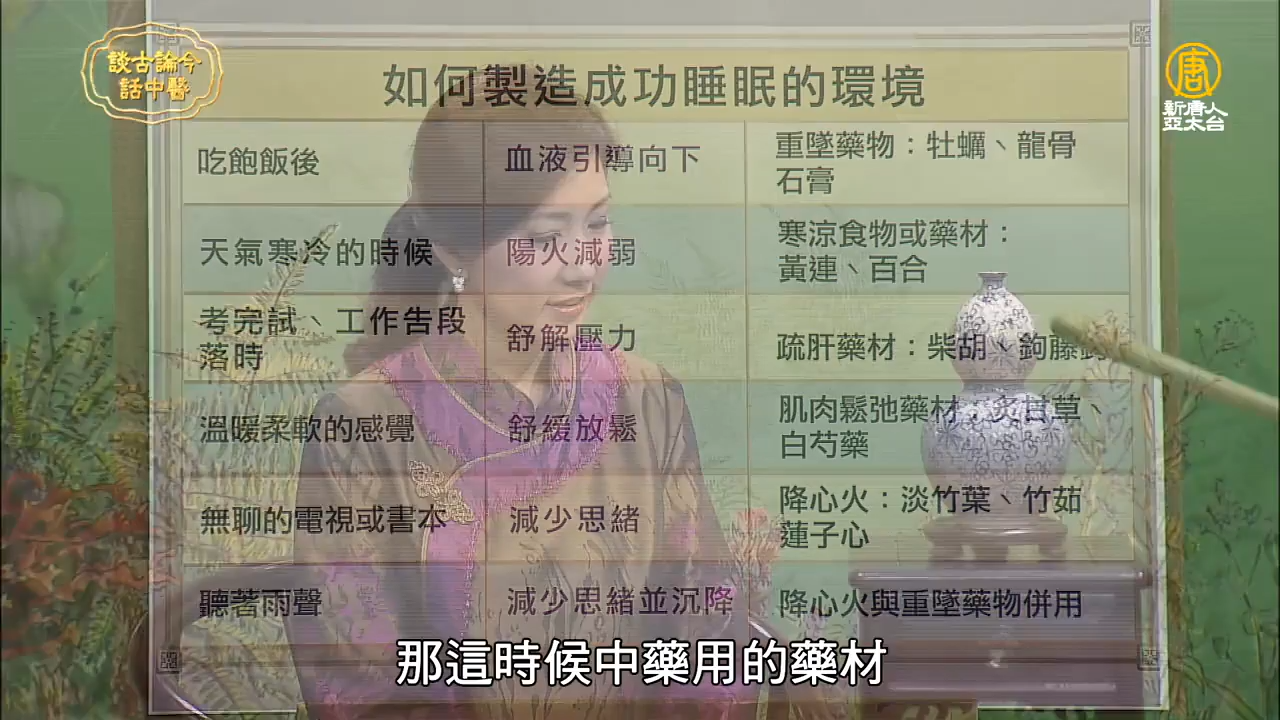 談古論今
話中醫
唐
新唐人
亞太台
如何製造成功睡眠的環境
吃飽飯後
血液引導向下
重墜藥物：牡蠣、龍骨
石膏
天氣寒冷的時候
陽火減弱
寒涼食物或藥材：
黃連、百合
考完試、工作告段
落時
舒解壓力
疏肝藥材：柴胡、鉤藤
溫暖柔軟的感覺
舒緩放鬆
肌肉鬆弛藥材：炙甘草、
白芍藥
無聊的電視或書本
減少思緒
降心火：淡竹葉、竹茹
蓮子心
聽著雨聲
減少思緒並沉降
降心火與重墜藥物併用
那這時候中藥用的藥材